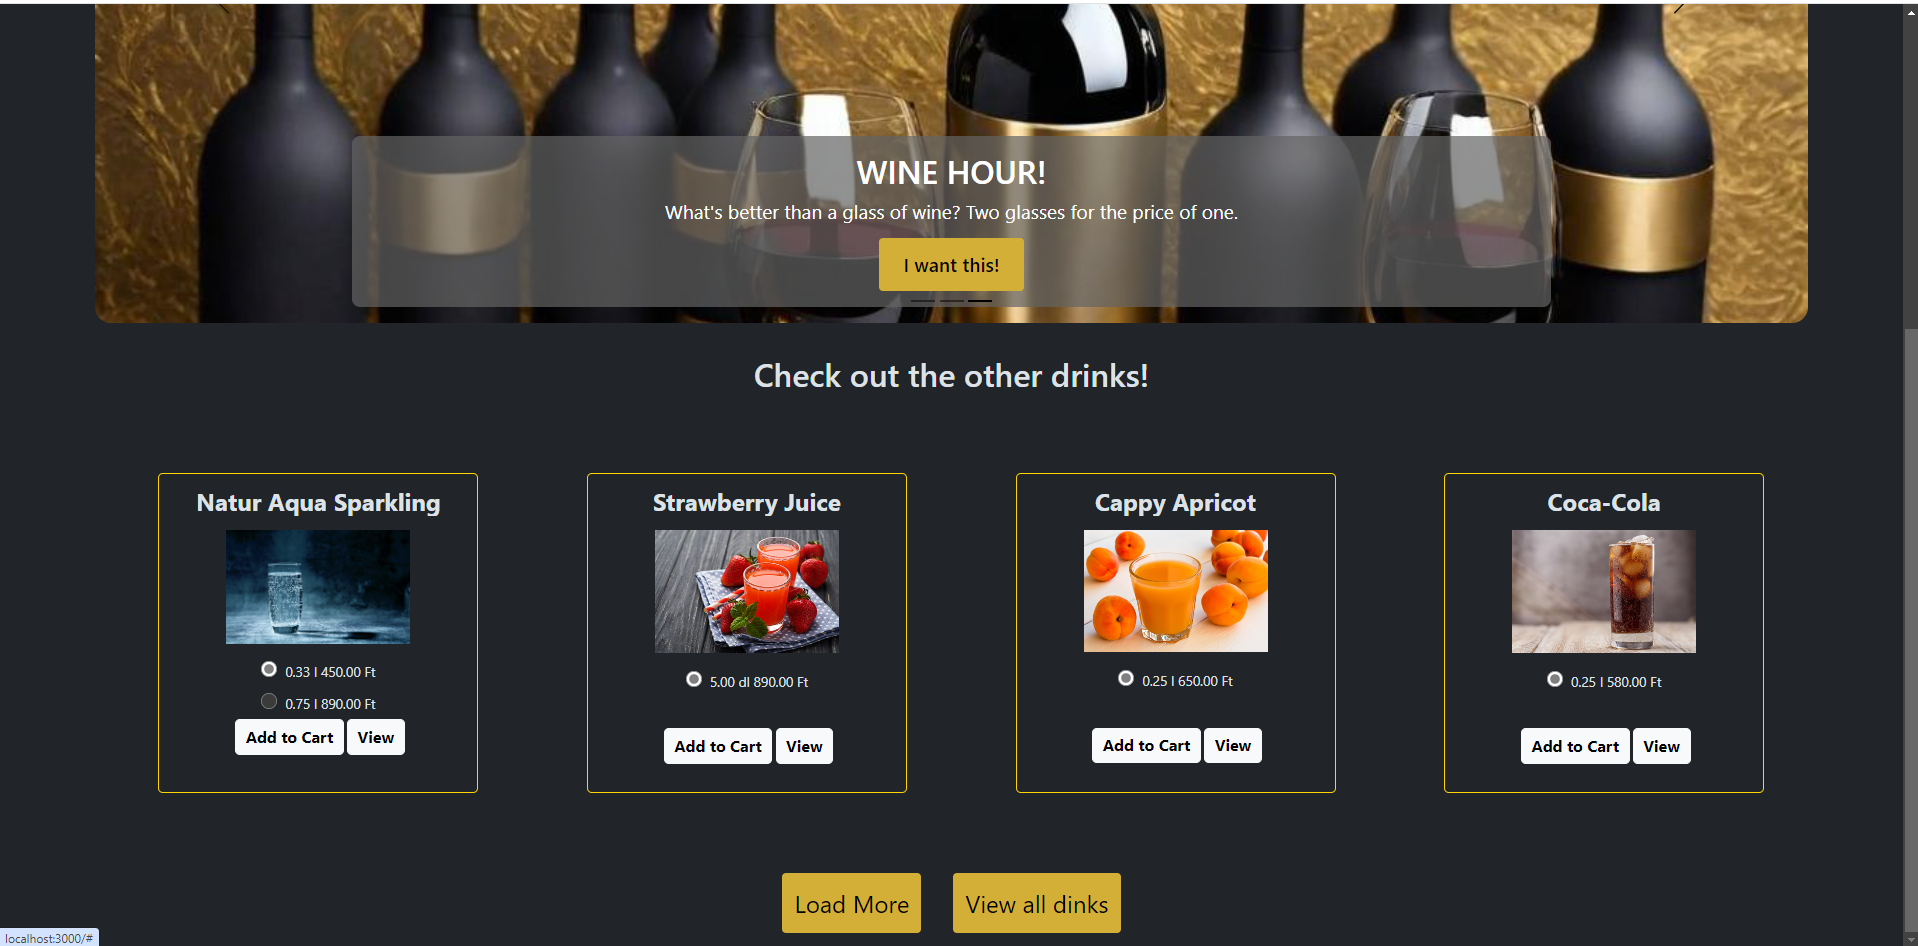 WINE HOUR!
What's better than a glass of wine? Two glasses for the price of one.
I want this!
Check out the other drinks!
Natur Aqua Sparkling
0.33 l 450.00 Ft
0.75 l 890.00 Ft
Add to Cart View
Strawberry Juice
5.00 dl 890.00 Ft
Add to Cart View
Cappy Apricot
0.25 l 650.00 Ft
Add to Cart View
Coca-Cola
0.25 l 580.00 Ft
Add to Cart View
Load More View all dinks
localhost:3000/#